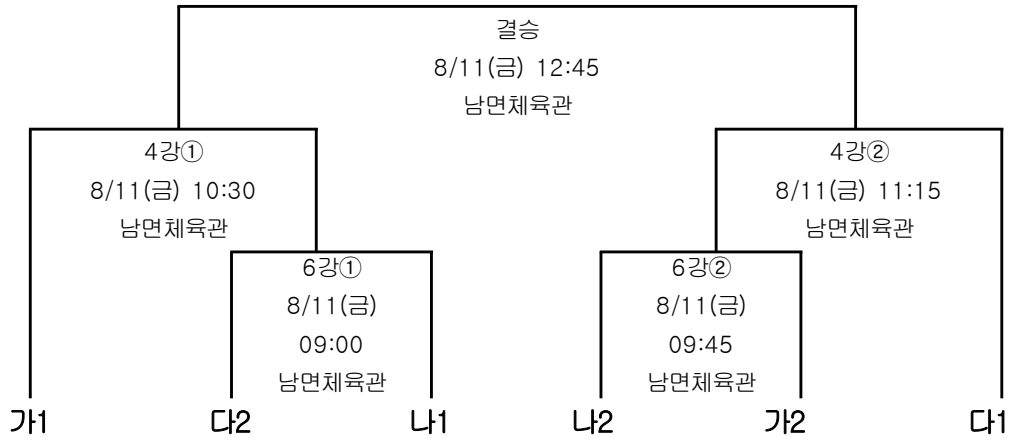 결승
8/11(금) 12:45
남면체육관
4강①
8/11(금) 10:30
남면체육관
4강②
8/11(금) 11:15
남면체육관
6강①
8/11(금)
09:00
남면체육관
6강②
8/11(금)
09:45
남면체육관
가1 다2 나1 나2 가2 다1